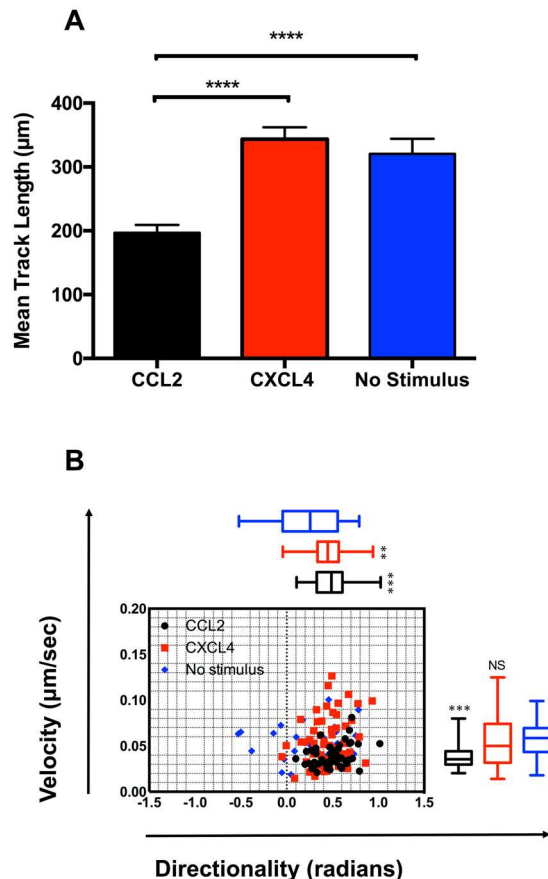 A
****
****
Mean Track Length (µm)
400
300
200
100
0
CCL2 CXCL4 No Stimulus
B
**
***
Velocity (µm/sec)
0.20
0.15
0.10
0.05
0.00
CCL2
CXCL4
No stimulus
NS
***
-1.5 -1.0 -0.5 0.0 0.5 1.0 1.5
Directionality (radians)